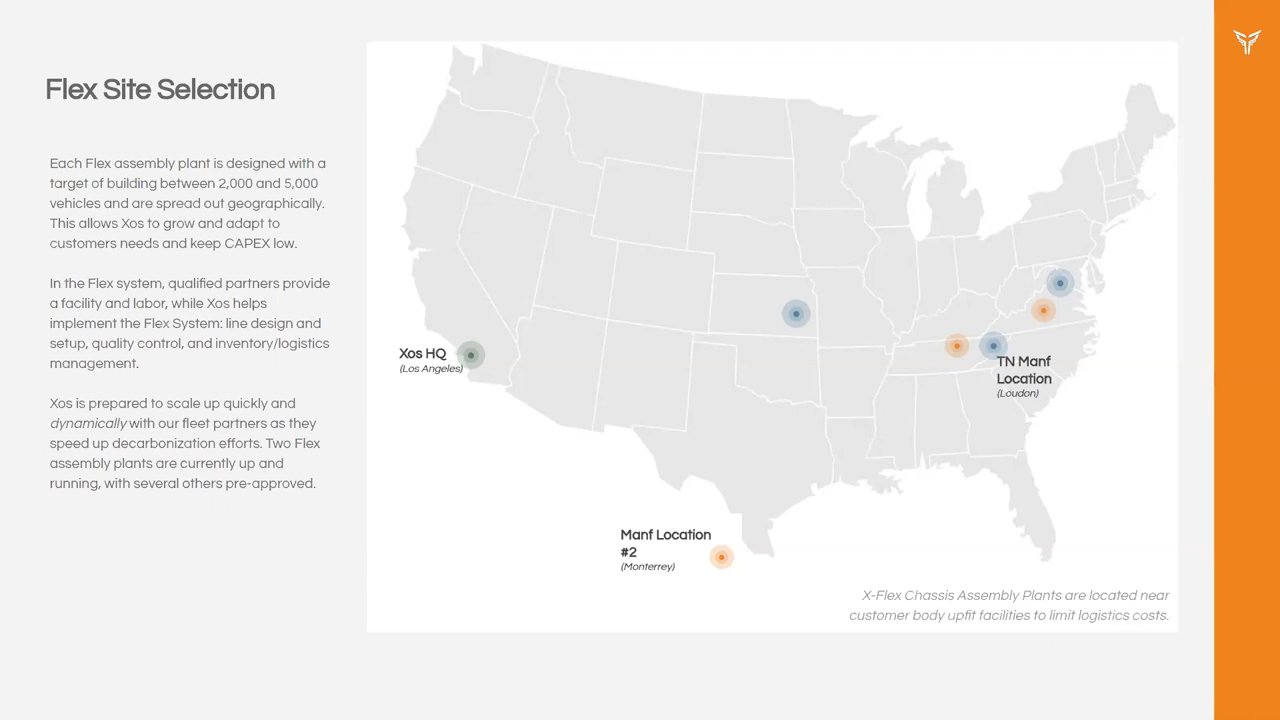 Flex Site Selection
Each Flex assembly plant is designed with a
target of building between 2,000 and 5,000
vehicles and are spread out geographically.
This allows Xos to grow and adapt to
customers needs and keep CAPEX low.
In the Flex system, qualified partners provide
a facility and labor, while Xos helps
implement the Flex System: line design and
setup, quality control, and inventory/logistics
management.
Xos is prepared to scale up quickly and
dynamically with our fleet partners as they
speed up decarbonization efforts. Two Flex
assembly plants are currently up and
running, with several others pre-approved.
Xos HQ
(Los Angeles)
TN Manf
Location
(Loudon)
Manf Location
#2
(Monterrey)
X-Flex Chassis Assembly Plants are located near
customer body upfit facilities to limit logistics costs.